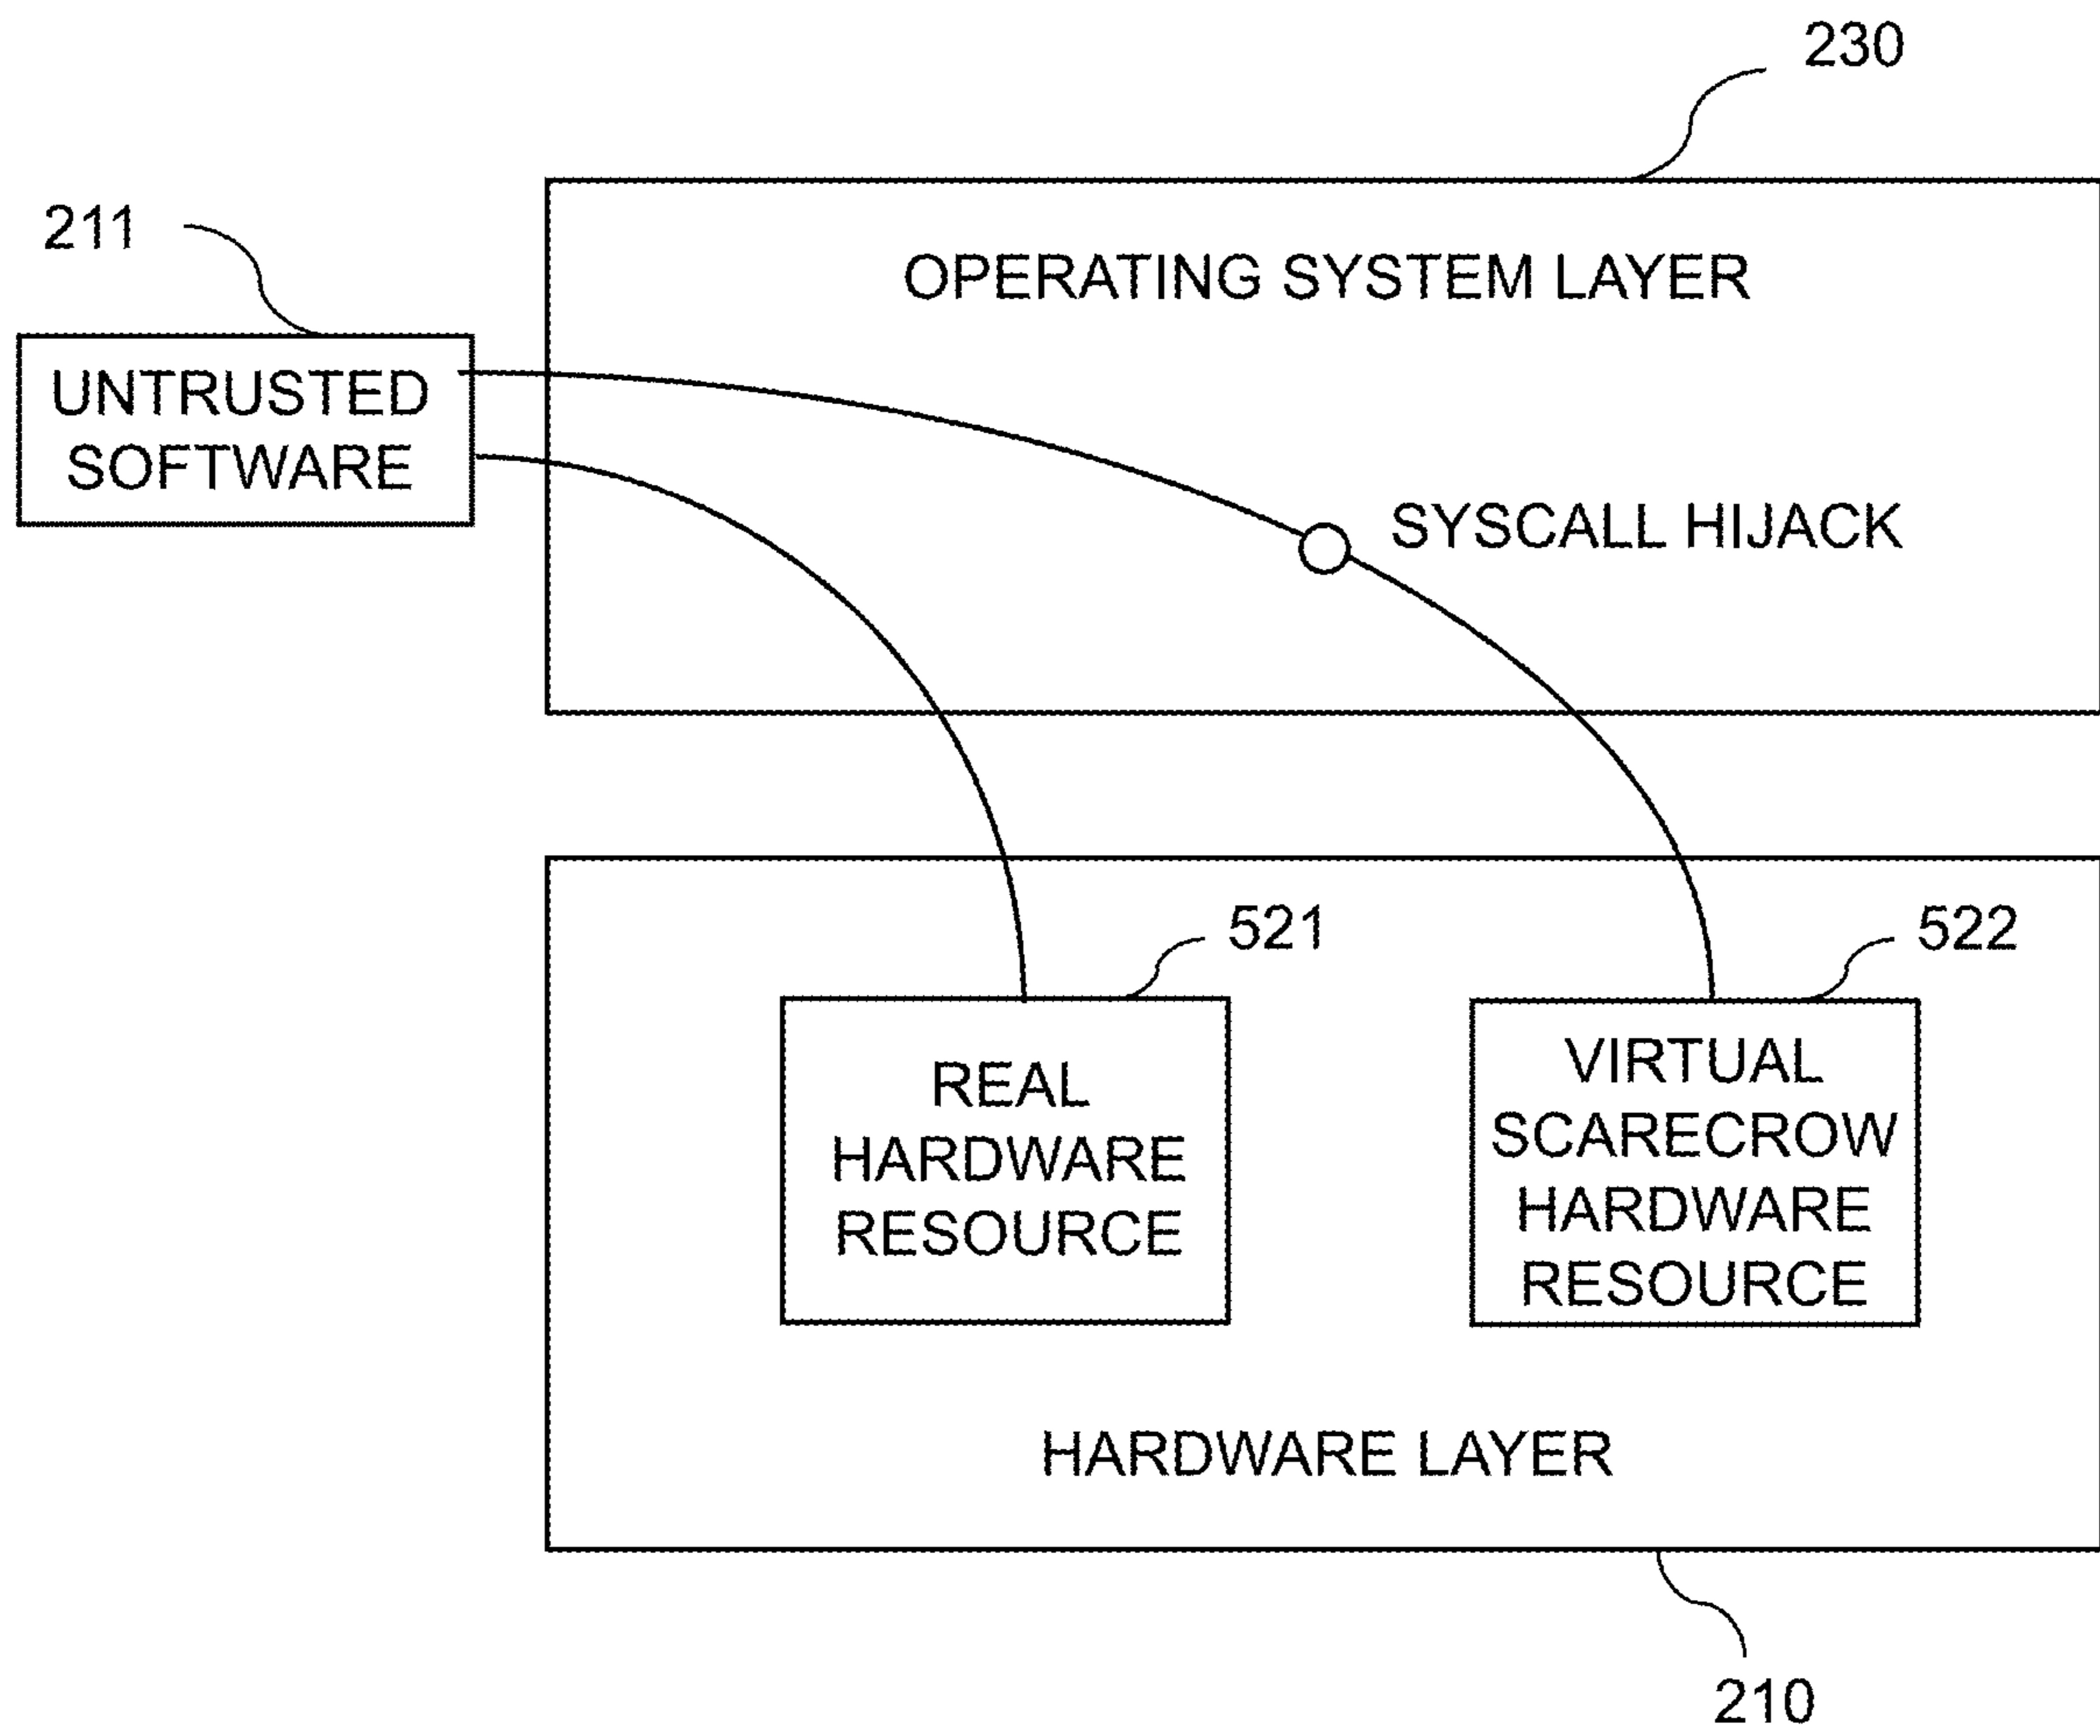 230
211
OPERATING SYSTEM LAYER
UNTRUSTED
SOFTWARE
SYSCALL HIJACK
521
522
REAL
HARDWARE
RESOURCE
VIRTUAL
SCARECROW
HARDWARE
RESOURCE
HARDWARE LAYER
210